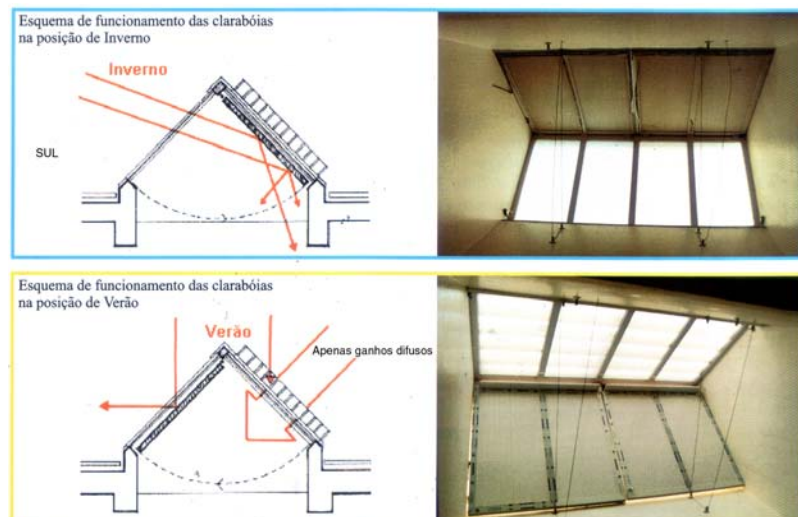 Esquema de funcionamento das clarabóias
na posição de Inverno
Inverno
SUL
Esquema de funcionamento das clarabóias
na posição de Verão
Verão
Apenas ganhos difusos